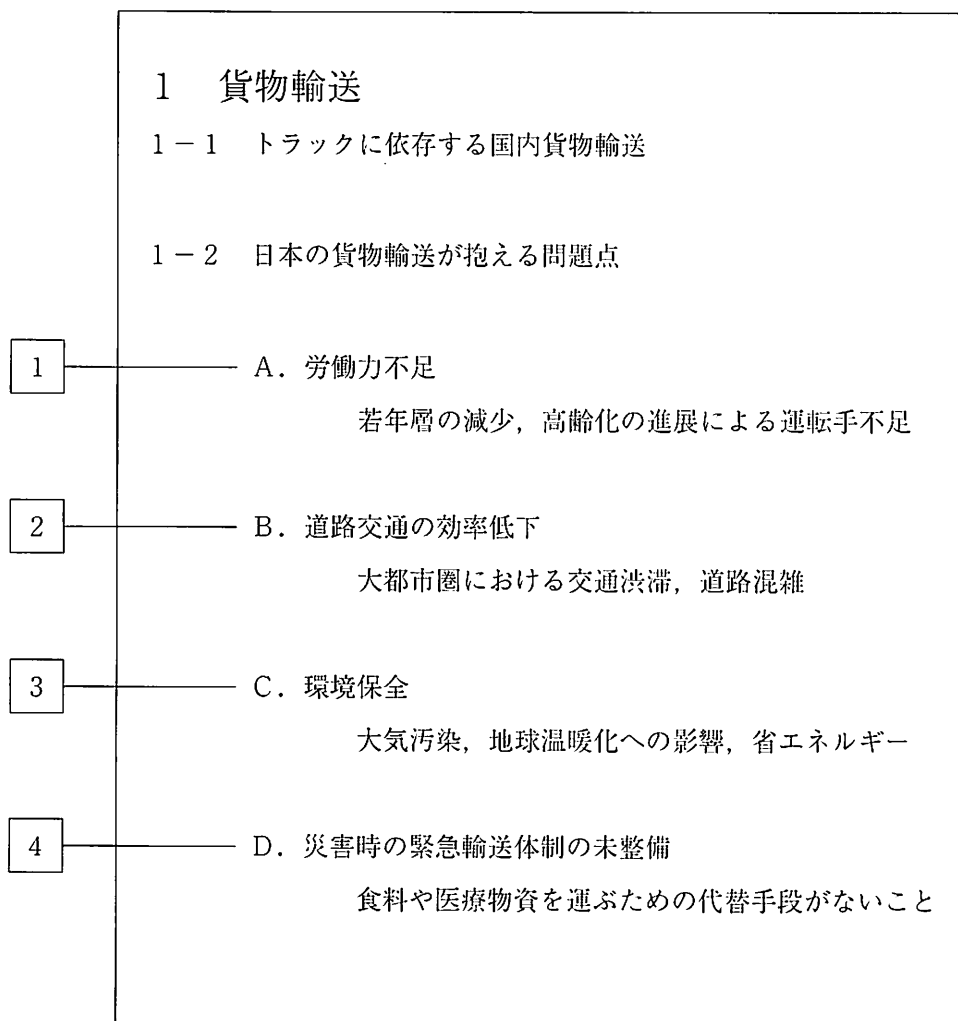 1 貨物輸送
1－1 トラックに依存する国内貨物輸送
1－2 日本の貨物輸送が抱える問題点
1 A．労働力不足
若年層の減少，高齢化の進展による運転手不足
2 B．道路交通の効率低下
大都市圏における交通渋滞，道路混雑
3 C．環境保全
大気汚染，地球温暖化への影響，省エネルギー
4 D．災害時の緊急輸送体制の未整備
食料や医療物資を運ぶための代替手段がないこと